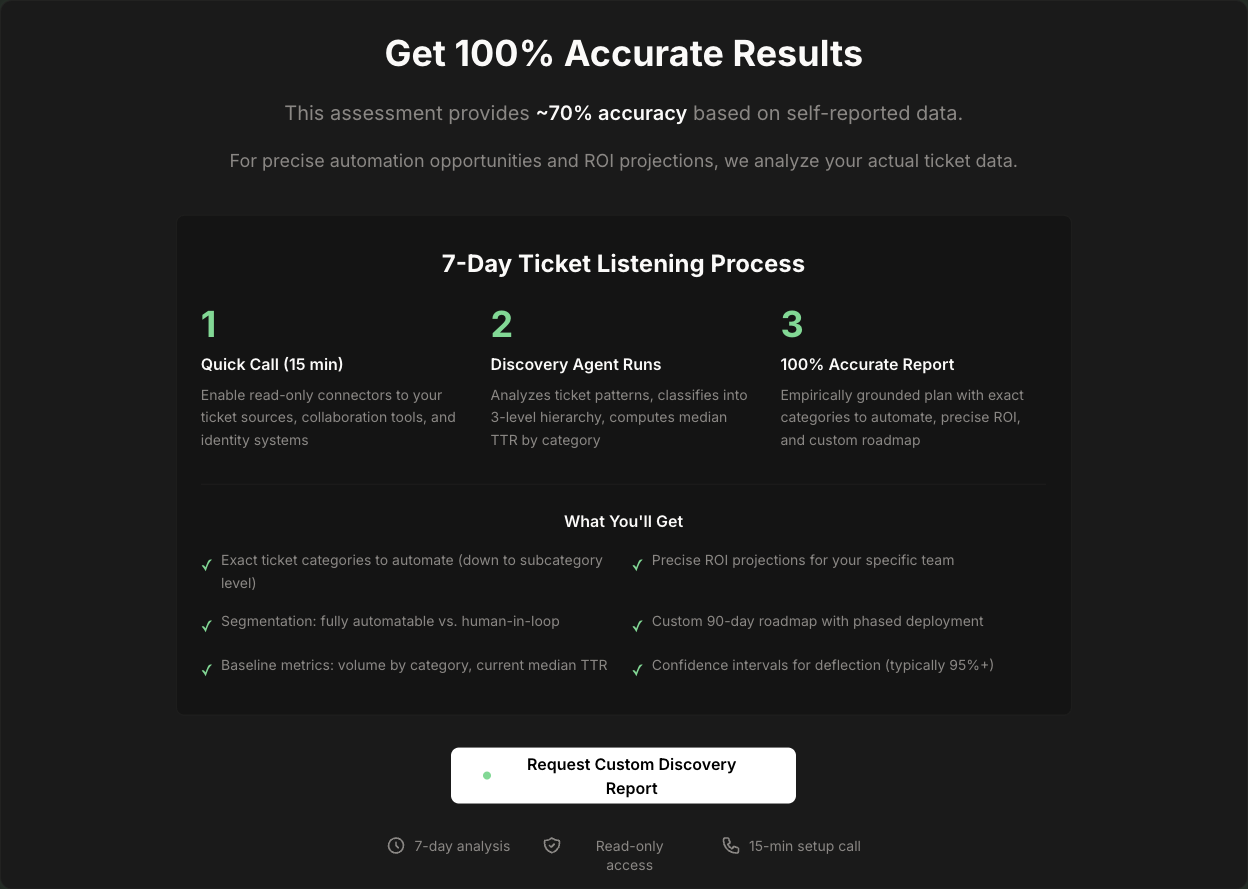 Get 100% Accurate Results
This assessment provides ~70% accuracy based on self-reported data.
For precise automation opportunities and ROI projections, we analyze your actual ticket data.
7-Day Ticket Listening Process
1
Quick Call (15 min)
Enable read-only connectors to your
ticket sources, collaboration tools, and
identity systems
2
Discovery Agent Runs
Analyzes ticket patterns, classifies into
3-level hierarchy, computes median
TTR by category
3
100% Accurate Report
Empirically grounded plan with exact
categories to automate, precise ROI,
and custom roadmap
What You'll Get
✓ Exact ticket categories to automate (down to subcategory
level)
✓ Precise ROI projections for your specific team
✓ Segmentation: fully automatable vs. human-in-loop
✓ Custom 90-day roadmap with phased deployment
✓ Baseline metrics: volume by category, current median TTR
✓ Confidence intervals for deflection (typically 95%+)
Request Custom Discovery
Report
7-day analysis
Read-only
access
15-min setup call